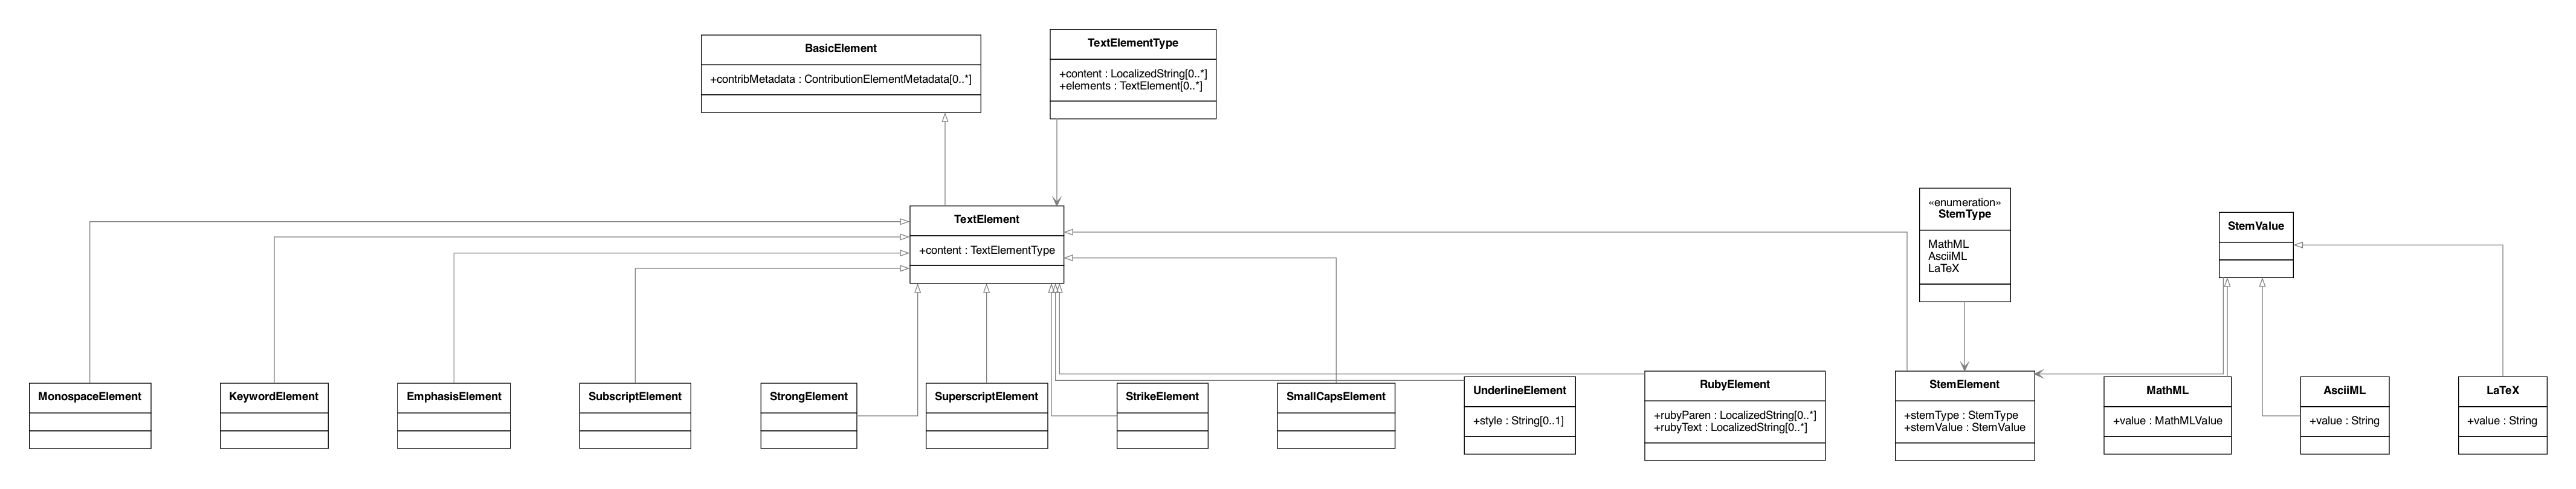 BasicElement
+contribMetadata : ContributionElementMetadata[0..*]
TextElementType
+content : LocalizedString[0..*]
+elements : TextElement[0..*]
TextElement
+content : TextElementType
«enumeration»
StemType
MathML
AsciiML
LaTeX
StemValue
MonospaceElement
KeywordElement
EmphasisElement
SubscriptElement
StrongElement
SuperscriptElement
StrikeElement
SmallCapsElement
UnderlineElement
+style : String[0..1]
RubyElement
+rubyParen : LocalizedString[0..*]
+rubyText : LocalizedString[0..*]
StemElement
+stemType : StemType
+stemValue : StemValue
MathML
+value : MathMLValue
AsciiML
+value : String
LaTeX
+value : String